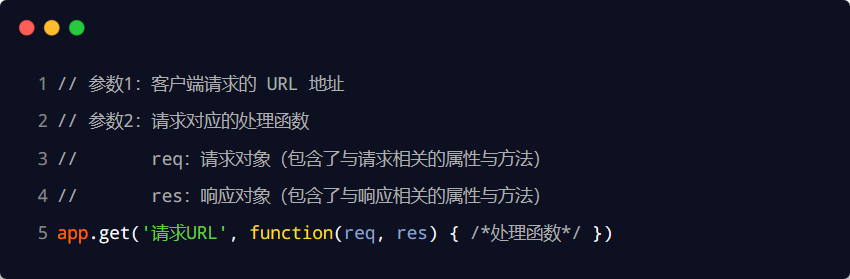 1 // 参数1：客户端请求的 URL 地址
2 // 参数2：请求对应的处理函数
3 //      req：请求对象（包含了与请求相关的属性与方法）
4 //      res：响应对象（包含了与响应相关的属性与方法）
5 app.get('请求URL', function(req, res) { /*处理函数*/ })